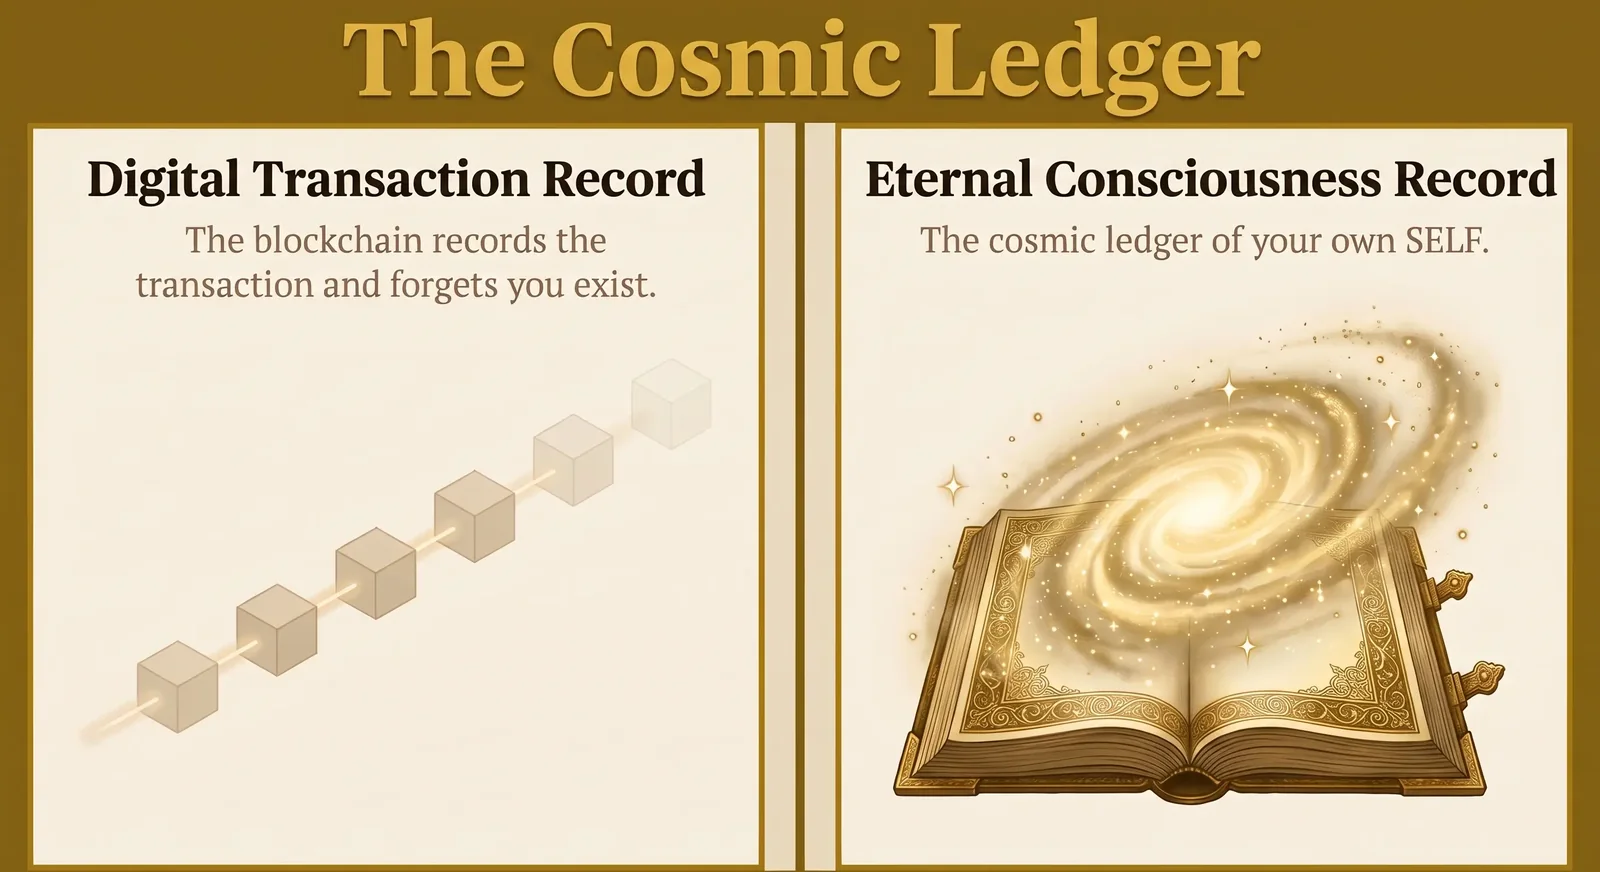 The Cosmic Ledger
Digital Transaction Record
The blockchain records the
transaction and forgets you exist.
Eternal Consciousness Record
The cosmic ledger of your own SELF.